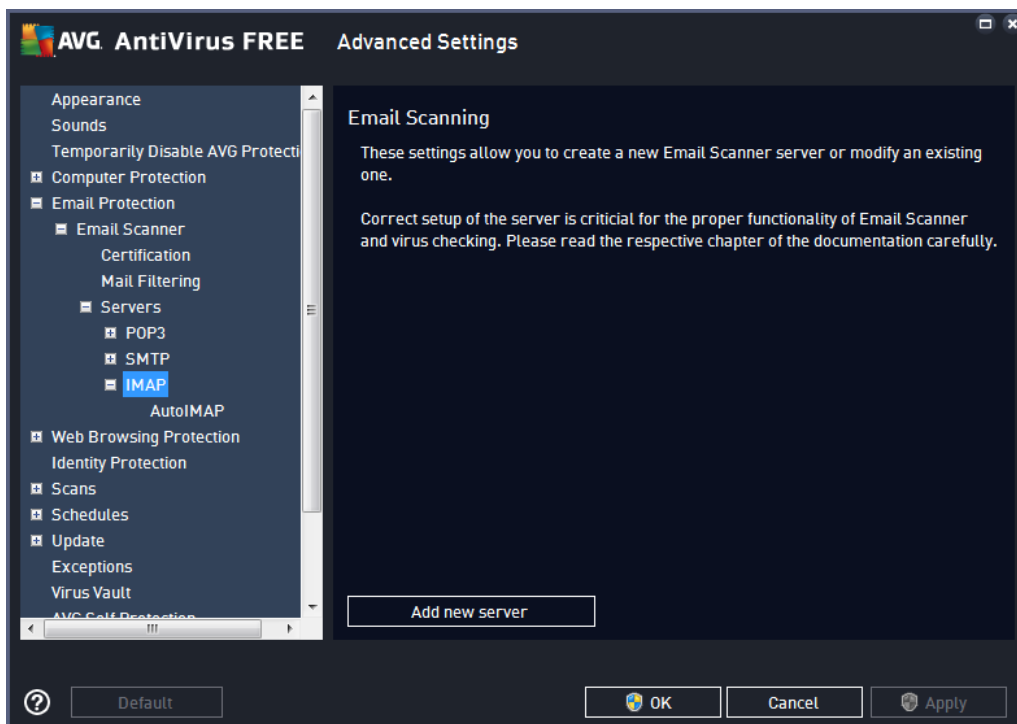 AVG. AntiVirus FREE Advanced Settings
Appearance
Sounds
Temporarily Disable AVG Protecti
Computer Protection
Email Protection
Email Scanner
Certification
Mail Filtering
Servers
POP3
SMTP
IMAP
AutoIMAP
Web Browsing Protection
Identity Protection
Scans
Schedules
Update
Exceptions
Virus Vault
AVG Self Protection
Email Scanning
These settings allow you to create a new Email Scanner server or modify an existing
one.
Correct setup of the server is criticial for the proper functionality of Email Scanner
and virus checking. Please read the respective chapter of the documentation carefully.
Add new server
Default
OK
Cancel
Apply